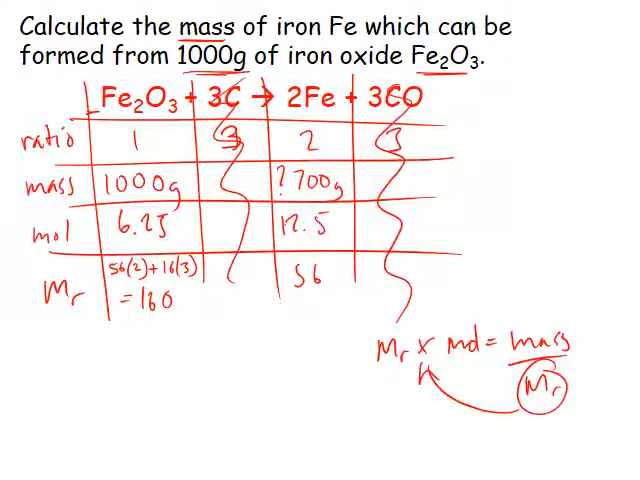 Calculate the mass of iron Fe which can be
formed from 1000g of iron oxide Fe₂O₃.
Fe₂O₃ + 3C → 2Fe + 3CO
ratio 1 3 2 3
mass 1000g ? 700g
mol 6.25 12.5
Mr 56(2)+16(3) 56
= 160
Mr × mol = mass
Mr